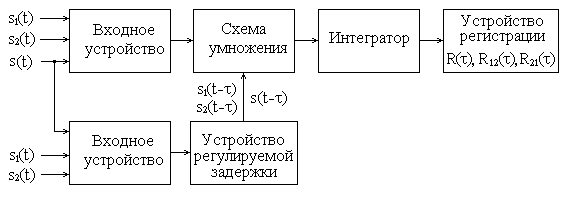 s₁(t)
s₂(t)
s(t)
Входное
устройство
Схема
умножения
Интегратор
Устройство
регистрации
R(τ), R₁₂(τ), R₂₁(τ)
s₁(t-τ)
s₂(t-τ)
s(t-τ)
s₁(t)
s₂(t)
Входное
устройство
Устройство
регулируемой
задержки